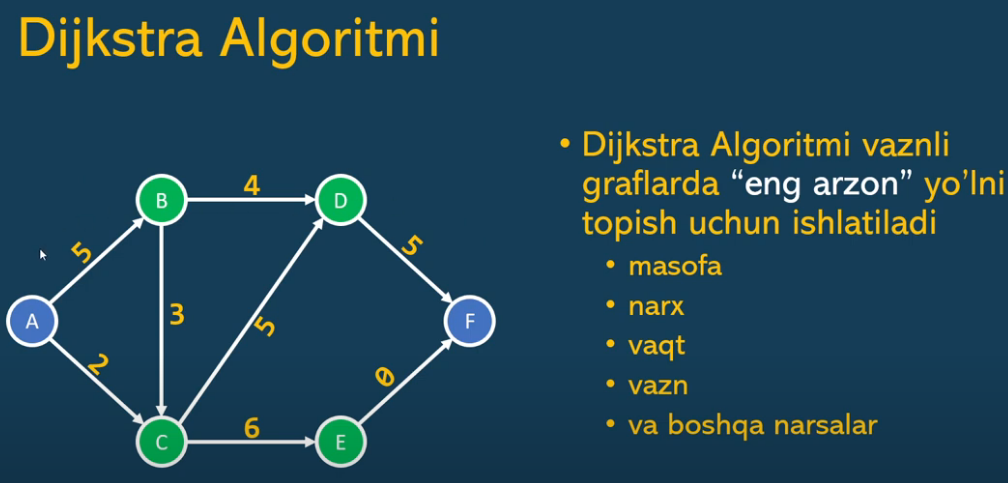 Dijkstra Algoritmi
B
4
D
5
5
A
3
5
F
2
0
C
6
E
• Dijkstra Algoritmi vaznli
graflarda “eng arzon” yo’lni
topish uchun ishlatiladi
• masofa
• narx
• vaqt
• vazn
• va boshqa narsalar